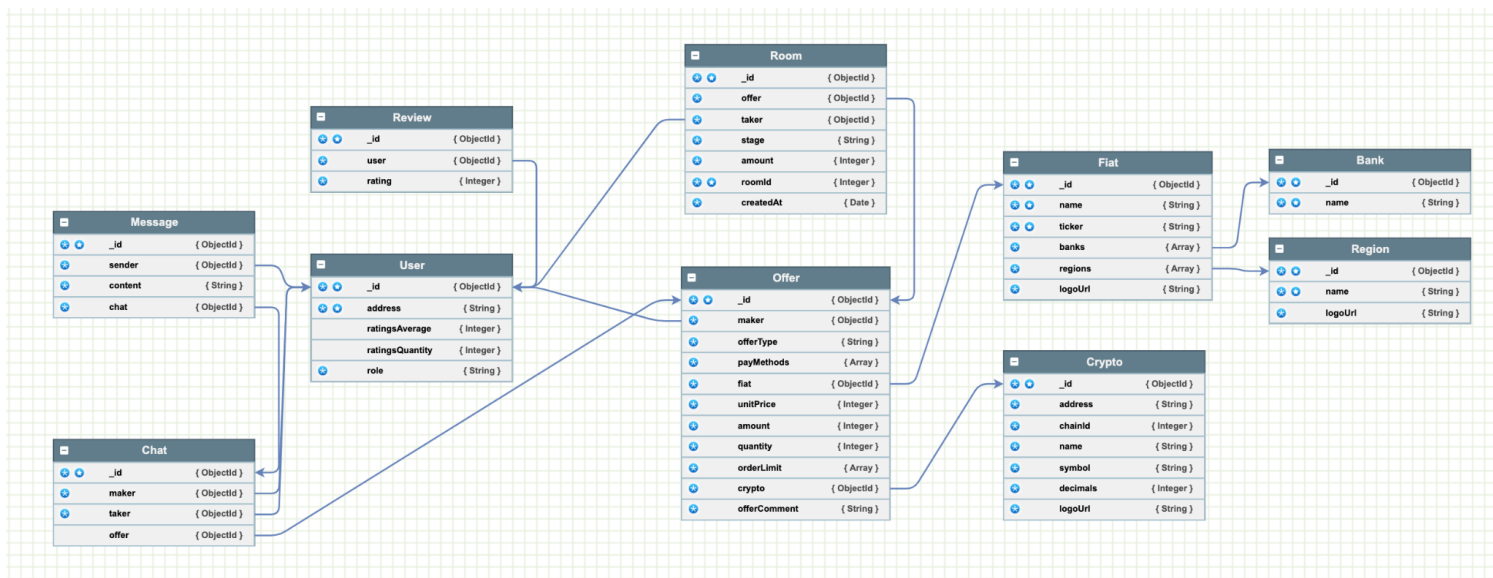 Room
_id { ObjectId }
offer { ObjectId }
taker { ObjectId }
stage { String }
amount { Integer }
roomId { Integer }
createdAt { Date }
Review
_id { ObjectId }
user { ObjectId }
rating { Integer }
Message
_id { ObjectId }
sender { ObjectId }
content { String }
chat { ObjectId }
User
_id { ObjectId }
address { String }
ratingsAverage { Integer }
ratingsQuantity { Integer }
role { String }
Chat
_id { ObjectId }
maker { ObjectId }
taker { ObjectId }
offer { ObjectId }
Offer
_id { ObjectId }
maker { ObjectId }
offerType { String }
payMethods { Array }
fiat { ObjectId }
unitPrice { Integer }
amount { Integer }
quantity { Integer }
orderLimit { Array }
crypto { ObjectId }
offerComment { String }
Fiat
_id { ObjectId }
name { String }
ticker { String }
banks { Array }
regions { Array }
logoUrl { String }
Bank
_id { ObjectId }
name { String }
Region
_id { ObjectId }
name { String }
logoUrl { String }
Crypto
_id { ObjectId }
address { String }
chainId { Integer }
name { String }
symbol { String }
decimals { Integer }
logoUrl { String }